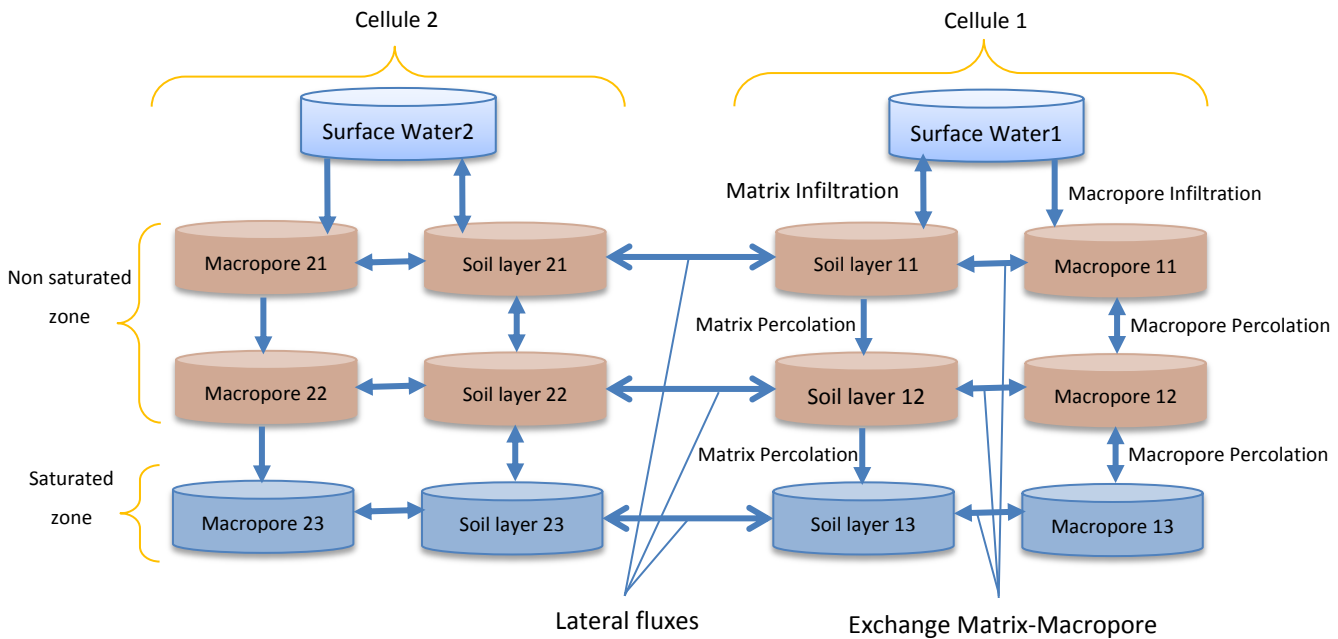 Cellule 2
Cellule 1
Surface Water2
Surface Water1
Matrix Infiltration
Macropore Infiltration
Non saturated
zone
Macropore 21
Soil layer 21
Soil layer 11
Macropore 11
Matrix Percolation
Macropore Percolation
Macropore 22
Soil layer 22
Soil layer 12
Macropore 12
Matrix Percolation
Macropore Percolation
Saturated
zone
Macropore 23
Soil layer 23
Soil layer 13
Macropore 13
Lateral fluxes
Exchange Matrix-Macropore